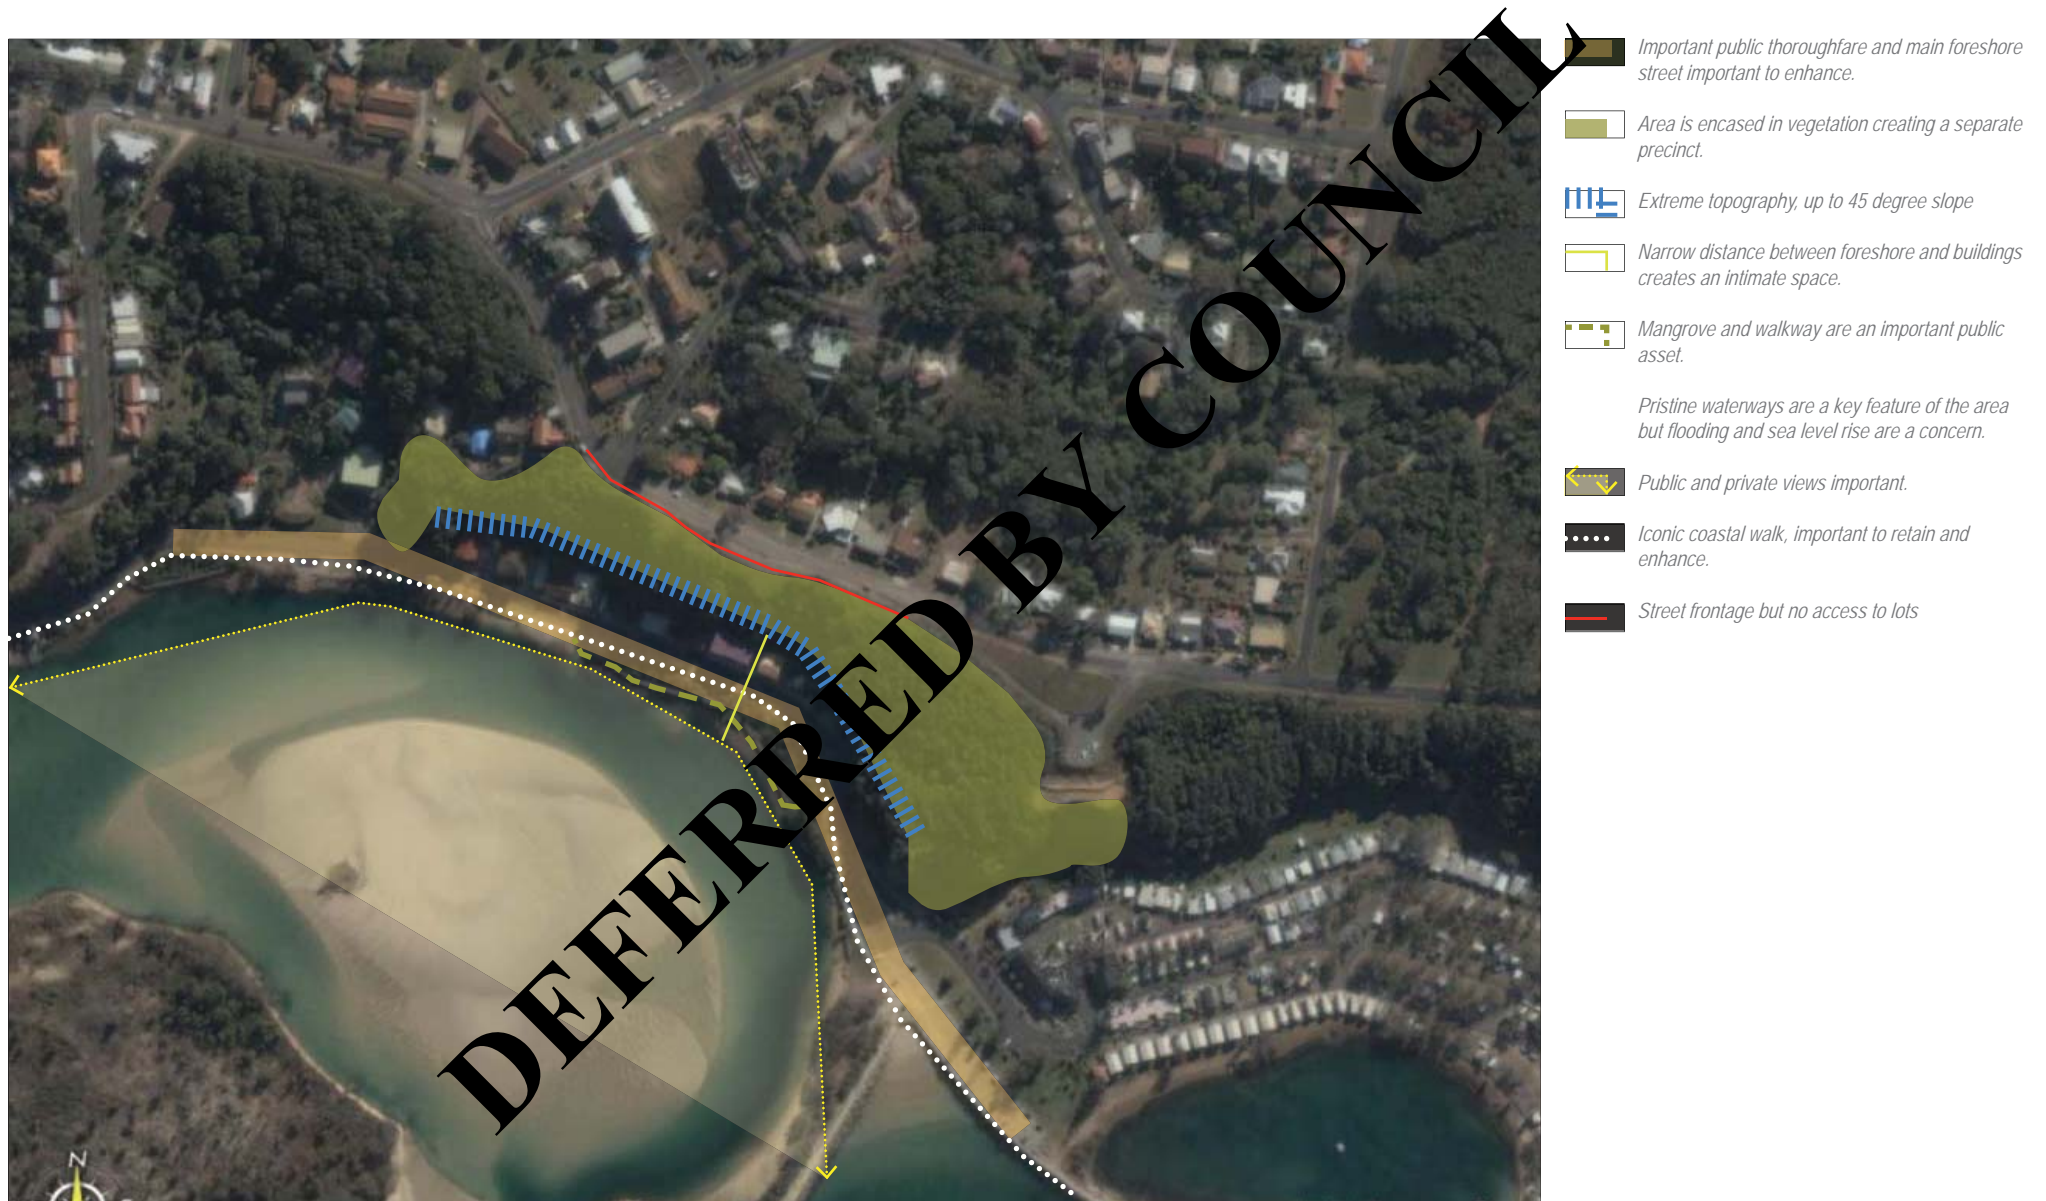 Important public thoroughfare and main foreshore
street important to enhance.
Area is encased in vegetation creating a separate
precinct.
Extreme topography, up to 45 degree slope
Narrow distance between foreshore and buildings
creates an intimate space.
Mangrove and walkway are an important public
asset.
Pristine waterways are a key feature of the area
but flooding and sea level rise are a concern.
Public and private views important.
Iconic coastal walk, important to retain and
enhance.
Street frontage but no access to lots
DEFERRED BY COUNCIL
N